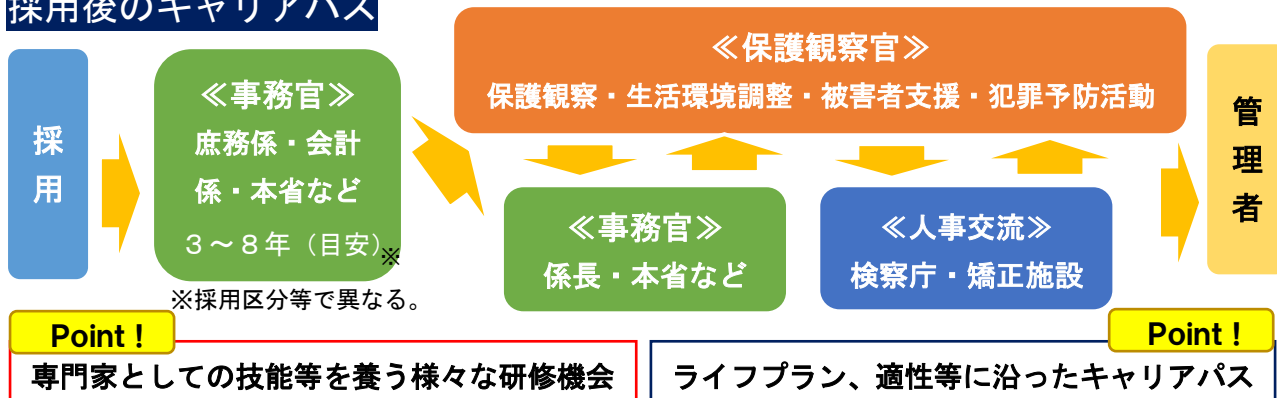 採用後のキャリアパス
採用
≪事務官≫
庶務係・会計
係・本省など
3～8年（目安）※
※採用区分等で異なる。
≪保護観察官≫
保護観察・生活環境調整・被害者支援・犯罪予防活動
≪事務官≫
係長・本省など
≪人事交流≫
検察庁・矯正施設
管理者
Point！
専門家としての技能等を養う様々な研修機会
Point！
ライフプラン、適性等に沿ったキャリアパス